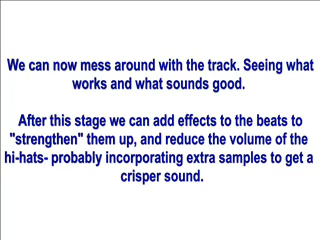 We can now mess around with the track. Seeing what
works and what sounds good.
After this stage we can add effects to the beats to
"strengthen" them up, and reduce the volume of the
hi-hats- probably incorporating extra samples to get a
crisper sound.